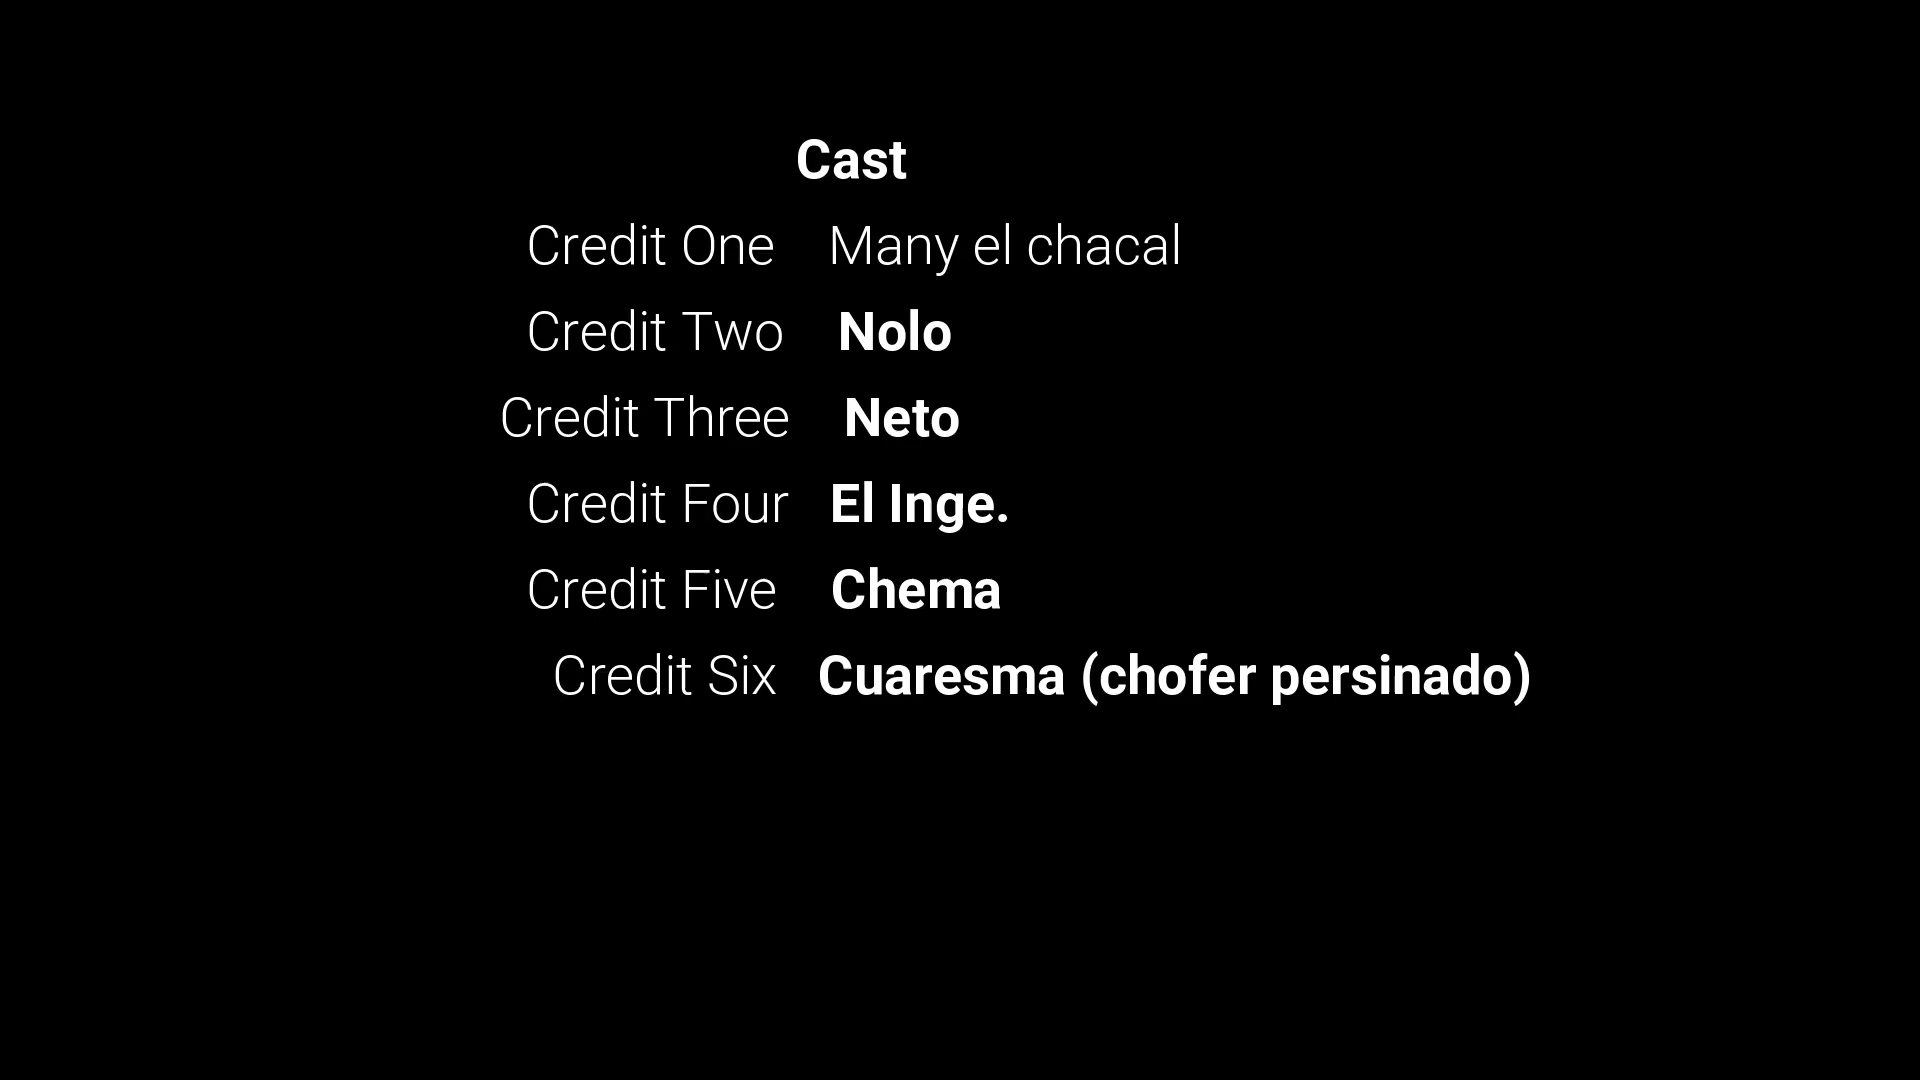 Cast
Credit One Many el chacal
Credit Two Nolo
Credit Three Neto
Credit Four El Inge.
Credit Five Chema
Credit Six Cuaresma (chofer persinado)